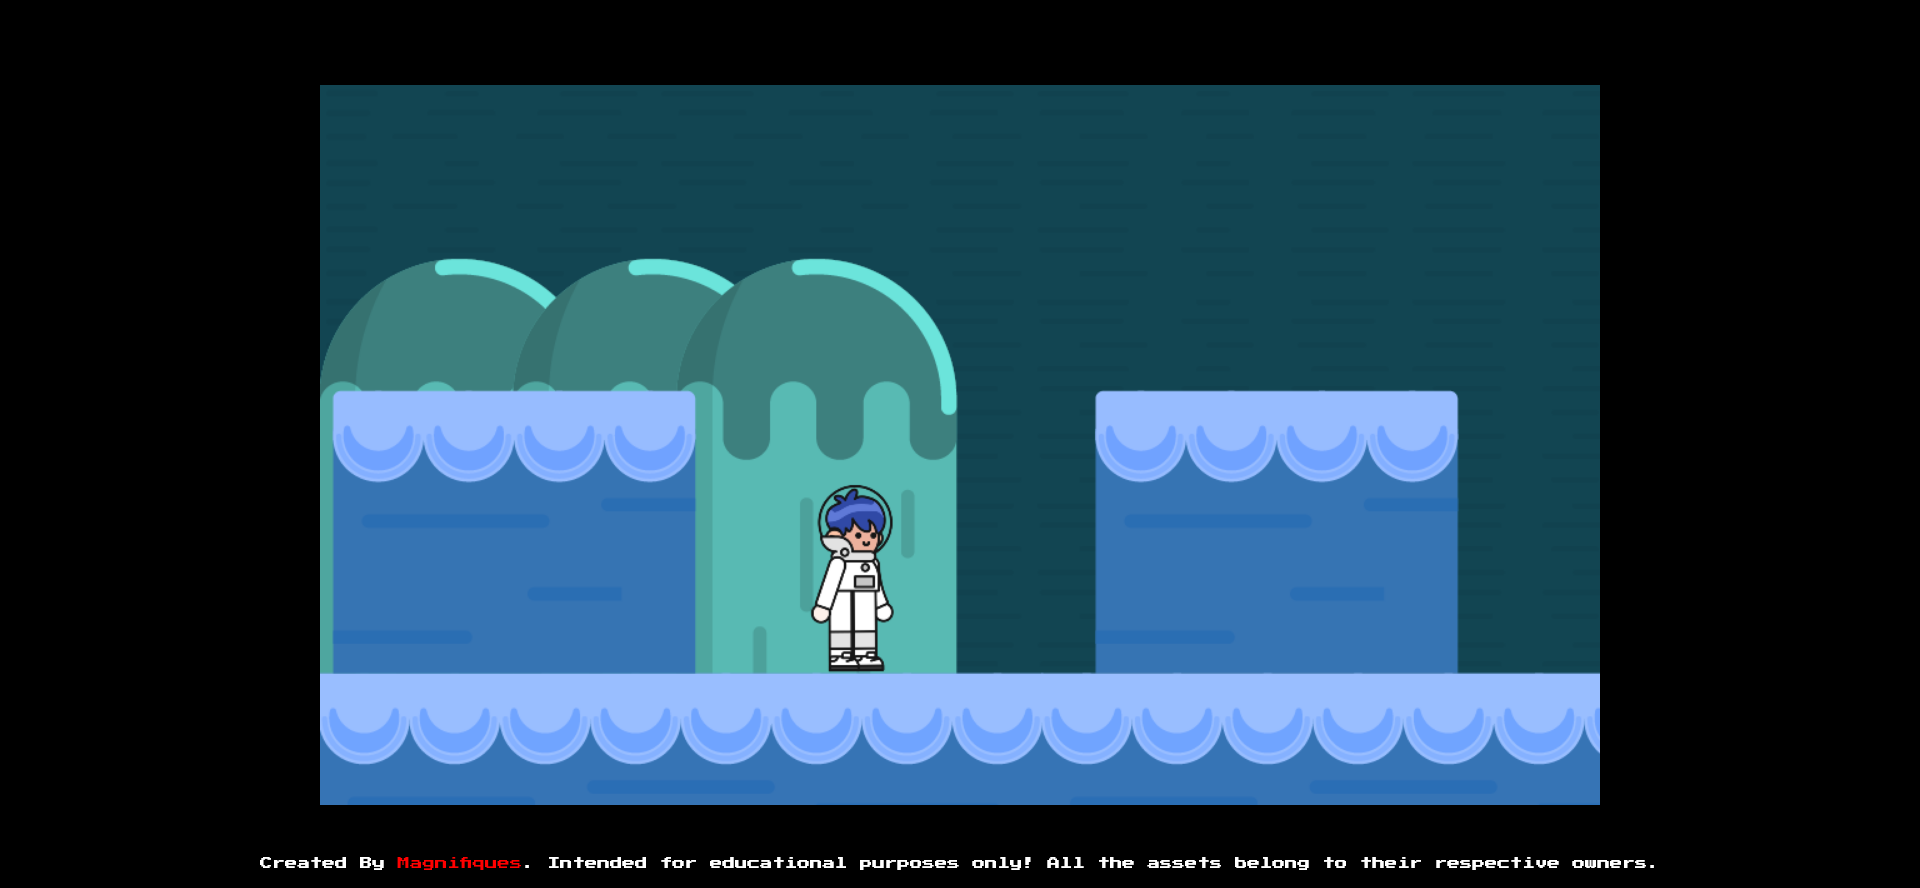 Created By Magnifiques. Intended for educational purposes only! All the assets belong to their respective owners.